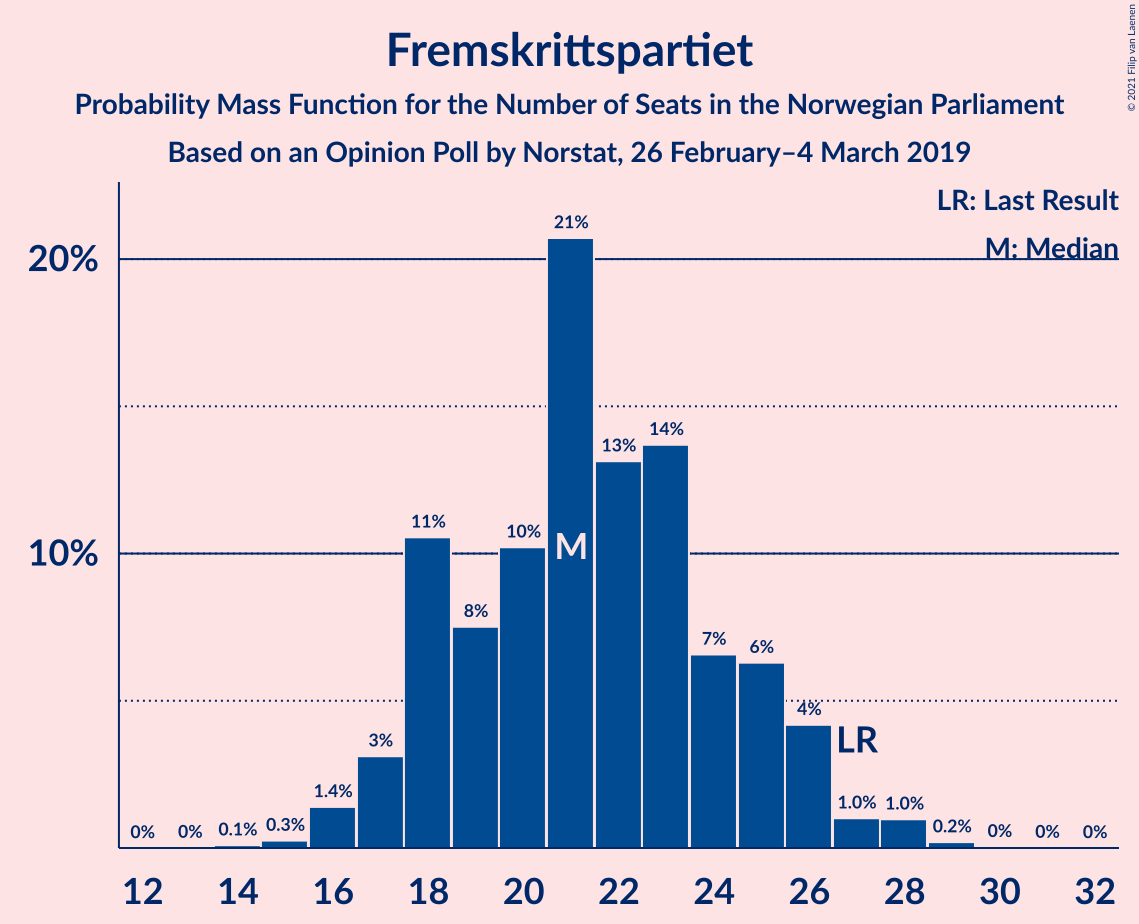 Fremskrittspartiet
Probability Mass Function for the Number of Seats in the Norwegian Parliament
Based on an Opinion Poll by Norstat, 26 February–4 March 2019
© 2021 Filip van Laenen
LR: Last Result
M: Median
20%
10%
0%
0%
0.1%
0.3%
1.4%
3%
11%
8%
10%
21%
M
13%
14%
7%
6%
4%
LR
1.0%
1.0%
0.2%
0%
0%
0%
12 14 16 18 20 22 24 26 28 30 32